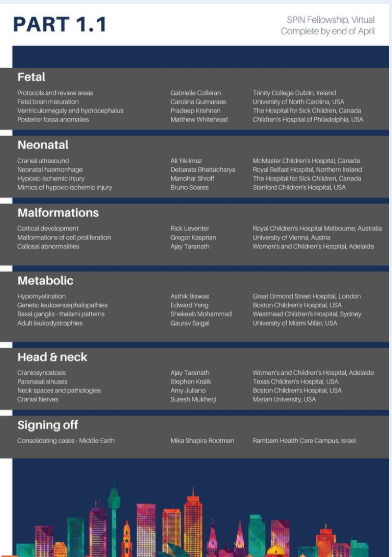 PART 1.1
SPIN Fellowship, Virtual
Complete by end of April
Fetal
Protocols and review areas Gabrielle Colleran Trinity Collage Dublin, Ireland
Fetal brain maturation Carolina Guimaraes University of North Carolina, USA
Ventriculomegaly and hydrocephalus Pradeep Krishnan The Hospital for Sick Children, Canada
Posterior fossa anomalies Matthew Whitehead Children's Hospital of Philadelphia, USA
Neonatal
Cranial ultrasound Ali Yikilmaz McMaster Children's Hospital, Canada
Neonatal haemorrhage Debarata Bhattacharya Royal Belfast Hospital, Northern Ireland
Hypoxic-ischemic Injury Manohar Shroff The Hospital for Sick Children, Canada
Mimics of hypoxic-ischemic Injury Bruno Soares Stanford Children's Hospital, USA
Malformations
Cortical development Rick Leventer Royal Children's Hospital Melbourne, Australia
Malformations of cell proliferation Gregor Kasprian University of Vienna, Austria
Callosal abnormalities Ajay Taranath Women's and Children's Hospital, Adelaide
Metabolic
Hypomyelination Asthik Biswas Great Ormond Street Hospital, London
Genetic leukoencephalopathies Edward Yang Boston Children's Hospital, USA
Basal ganglia - thalami patterns Shekeeb Mohammad Westmead Children's Hospital, Sydney
Adult leukodystrophies Gaurav Saigal University of Miami Miller, USA
Head & neck
Craniosynostosis Ajay Taranath Women's and Children's Hospital, Adelaide
Paranasal sinuses Stephen Kralik Texas Children's Hospital, USA
Neck spaces and pathologies Amy Juliano Boston Children's Hospital, USA
Cranial Nerves Suresh Mukherji Marian University, USA
Signing off
Consolidating cases - Middle Earth Mika Shapira Rootman Rambam Health Care Campus, Israel